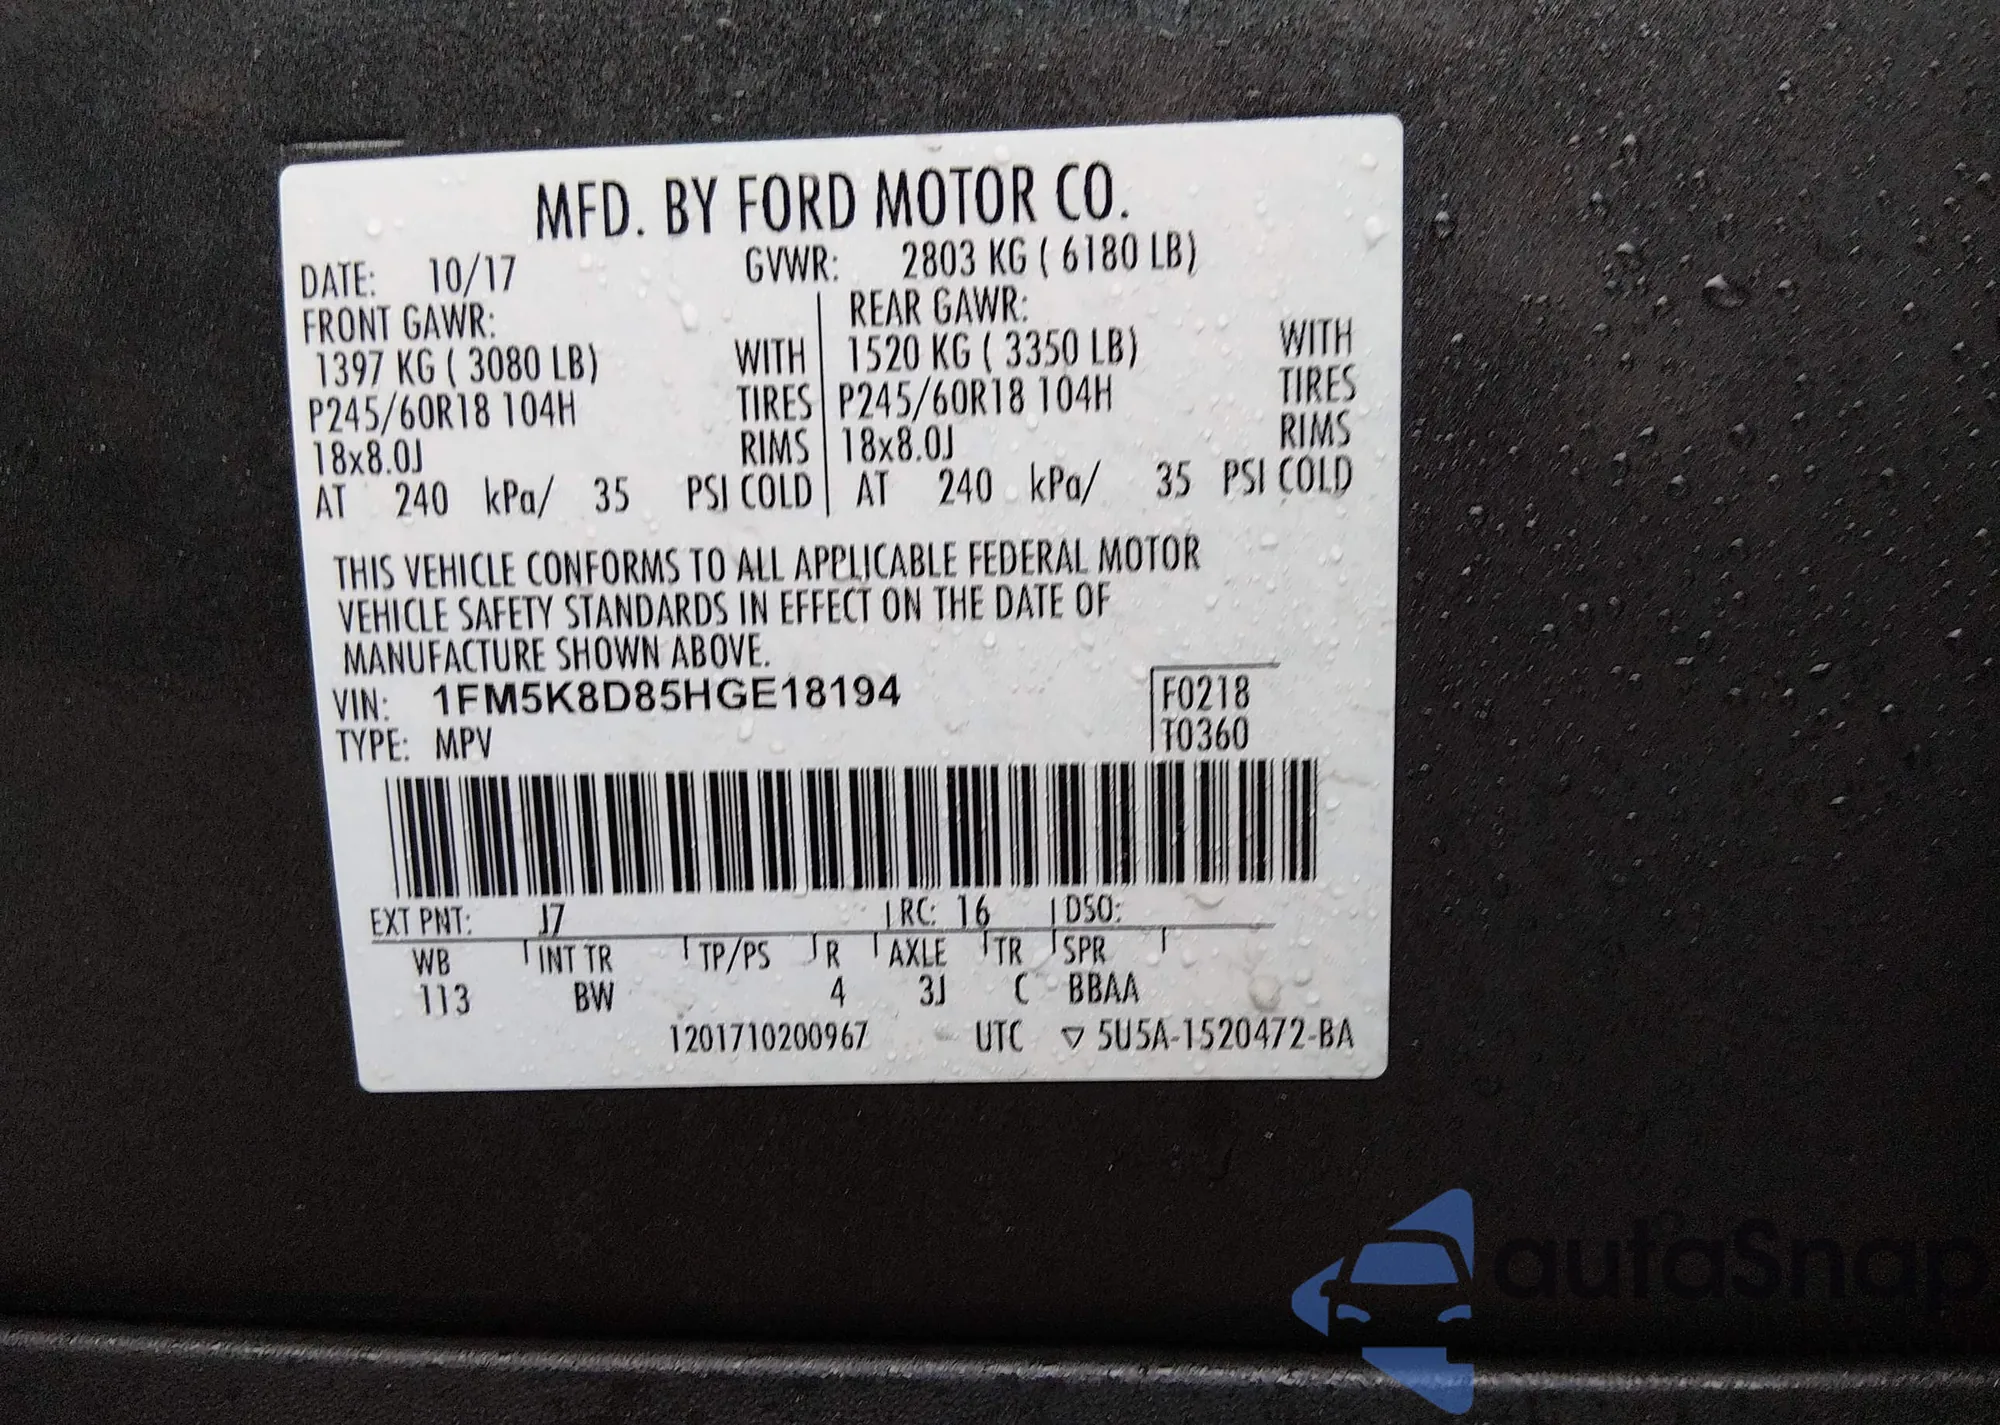 MFD. BY FORD MOTOR CO.
DATE: 10/17 GVWR: 2803 KG ( 6180 LB)
FRONT GAWR: REAR GAWR:
1397 KG ( 3080 LB) WITH 1520 KG ( 3350 LB) WITH
P245/60R18 104H TIRES P245/60R18 104H TIRES
18x8.0J RIMS 18x8.0J RIMS
AT 240 kPa/ 35 PSI COLD AT 240 kPa/ 35 PSI COLD
THIS VEHICLE CONFORMS TO ALL APPLICABLE FEDERAL MOTOR
VEHICLE SAFETY STANDARDS IN EFFECT ON THE DATE OF
MANUFACTURE SHOWN ABOVE.
VIN: 1FM5K8D85HGE18194 F0218
TYPE: MPV T0360
EXT PNT: J7 RC: 16 DSO:
WB INT TR TP/PS R AXLE TR SPR
113 BW 4 3J C BBAA
1201710200967 UTC ▽ 5U5A-1520472-BA
autoSnap